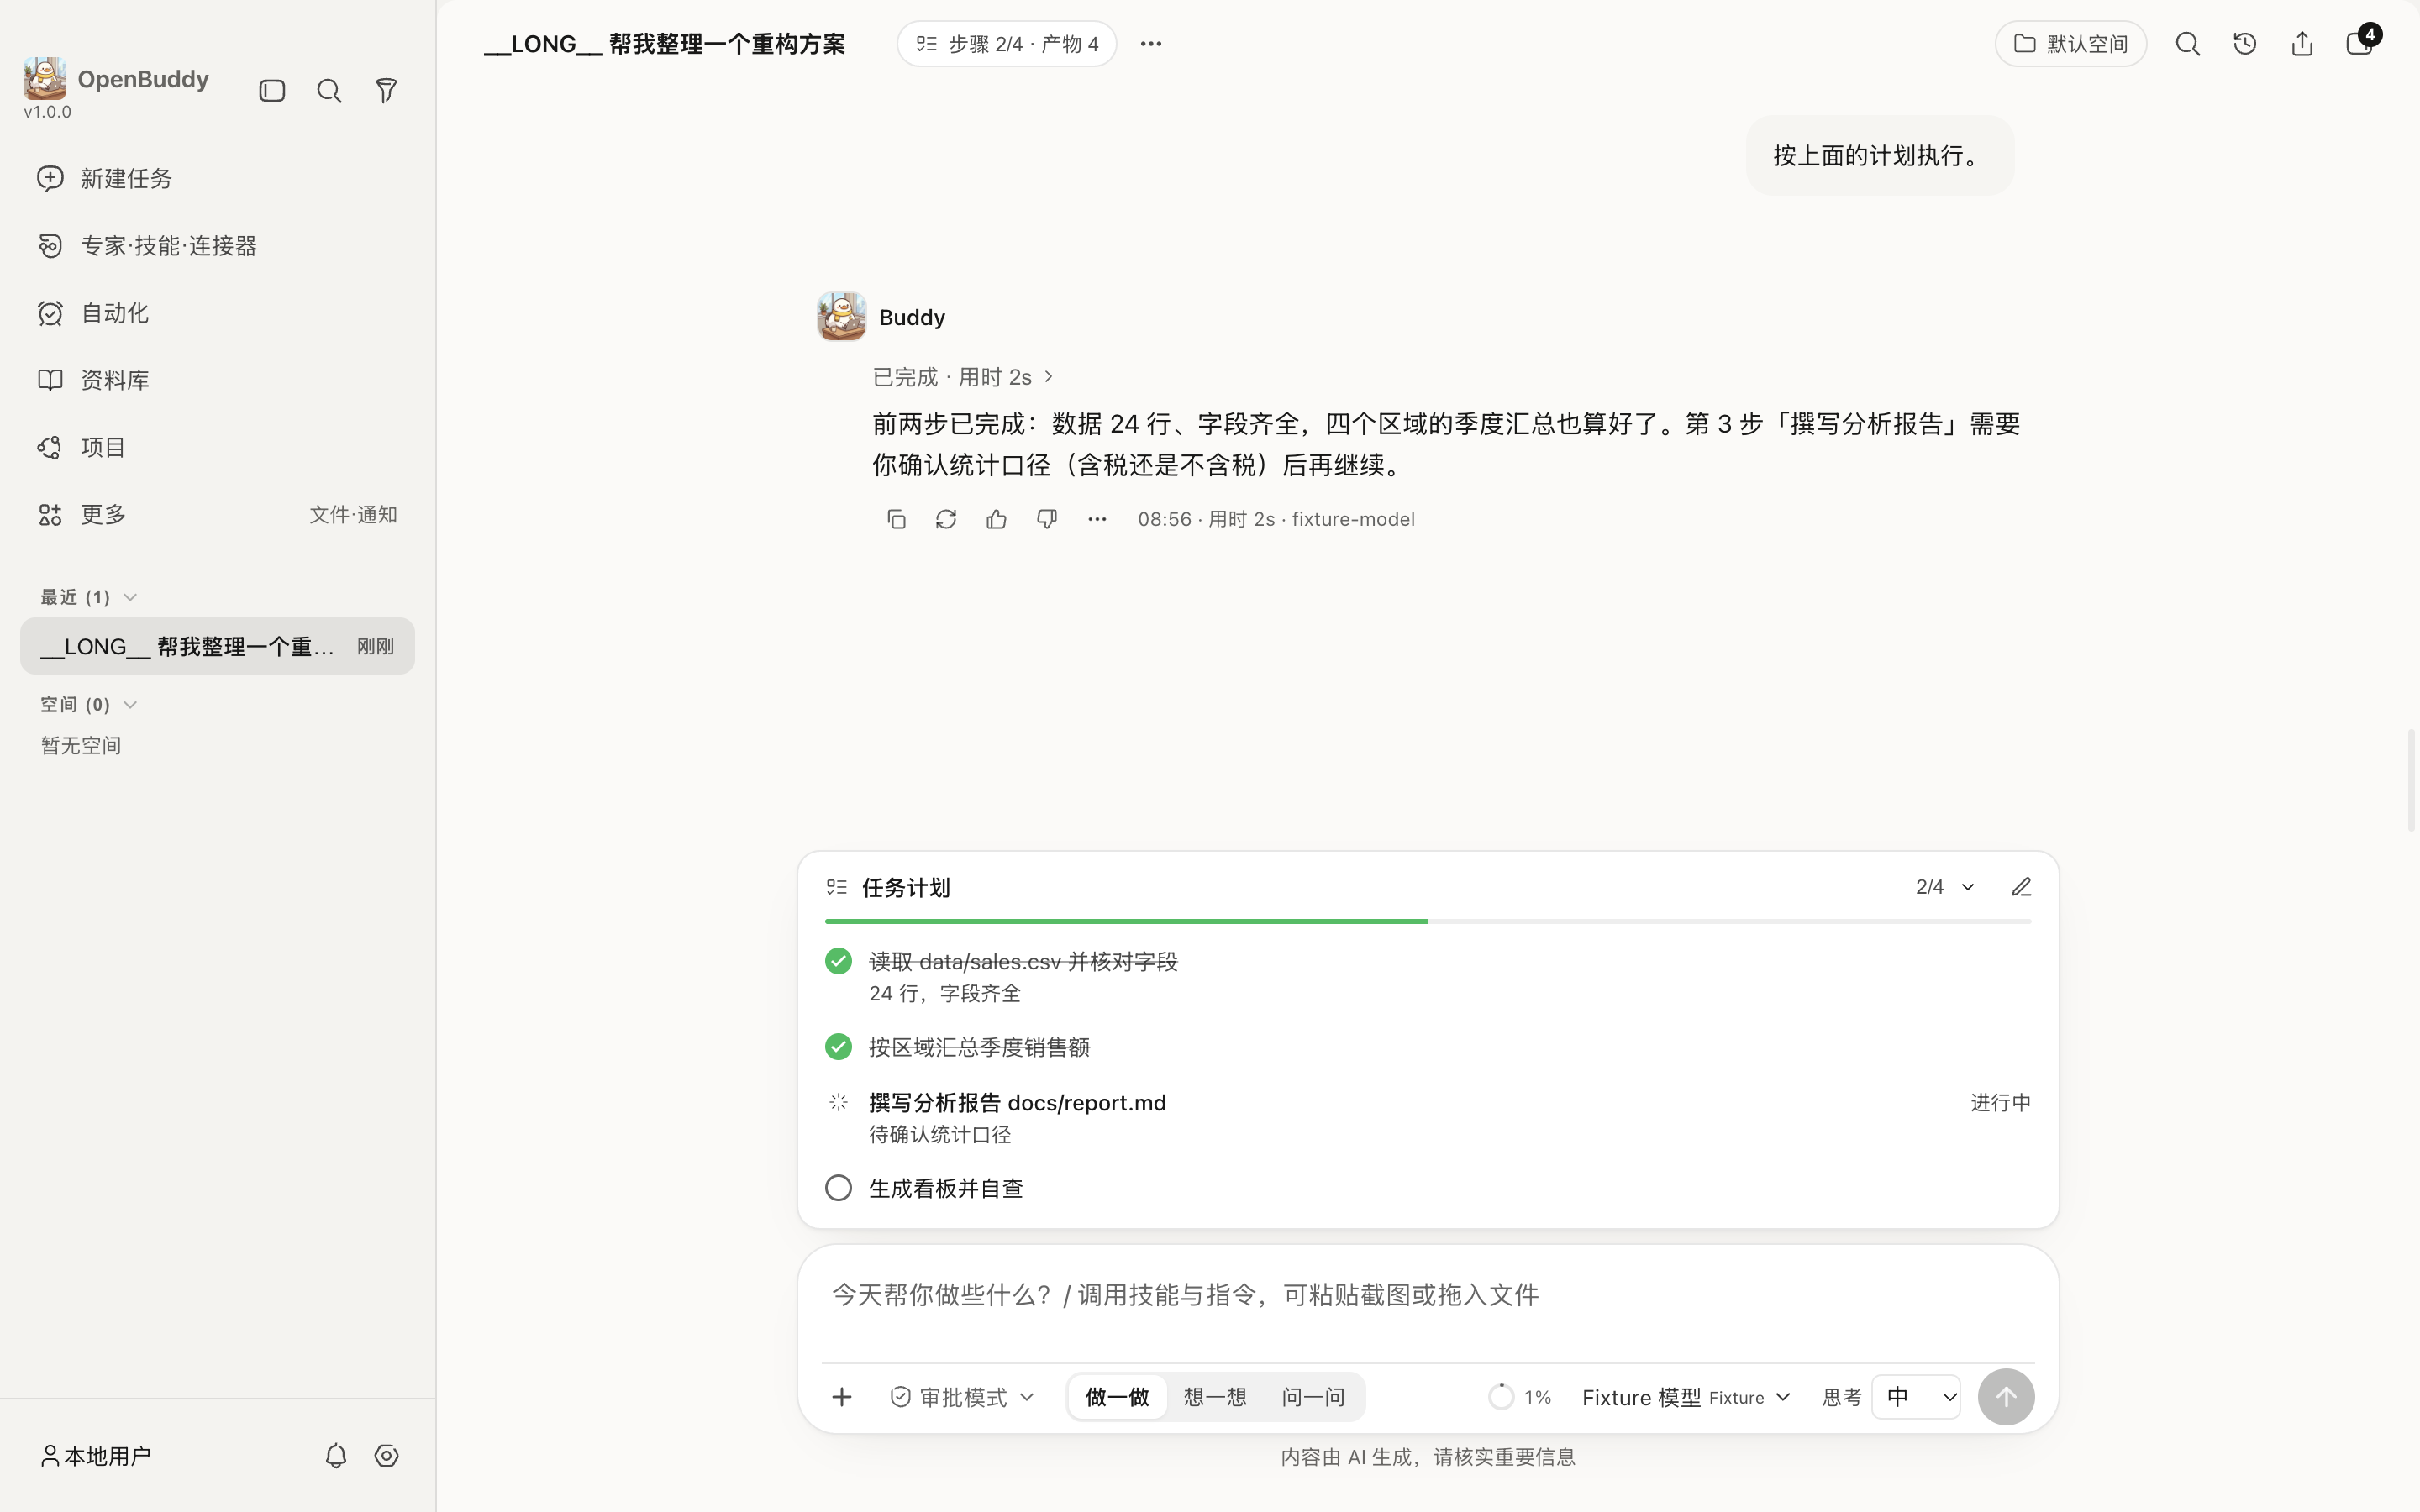 OpenBuddy
v1.0.0
新建任务
专家·技能·连接器
自动化
资料库
项目
更多
文件·通知
最近 (1)
__LONG__ 帮我整理一个重… 刚刚
空间 (0)
暂无空间
本地用户
__LONG__ 帮我整理一个重构方案
步骤 2/4 · 产物 4
默认空间
4
按上面的计划执行。
Buddy
已完成 · 用时 2s
前两步已完成：数据 24 行、字段齐全，四个区域的季度汇总也算好了。第 3 步「撰写分析报告」需要
你确认统计口径（含税还是不含税）后再继续。
08:56 · 用时 2s · fixture-model
任务计划
2/4
读取 data/sales.csv 并核对字段
24 行，字段齐全
按区域汇总季度销售额
撰写分析报告 docs/report.md
进行中
待确认统计口径
生成看板并自查
今天帮你做些什么？/ 调用技能与指令，可粘贴截图或拖入文件
审批模式
做一做
想一想
问一问
1%
Fixture 模型 Fixture
思考
中
内容由 AI 生成，请核实重要信息